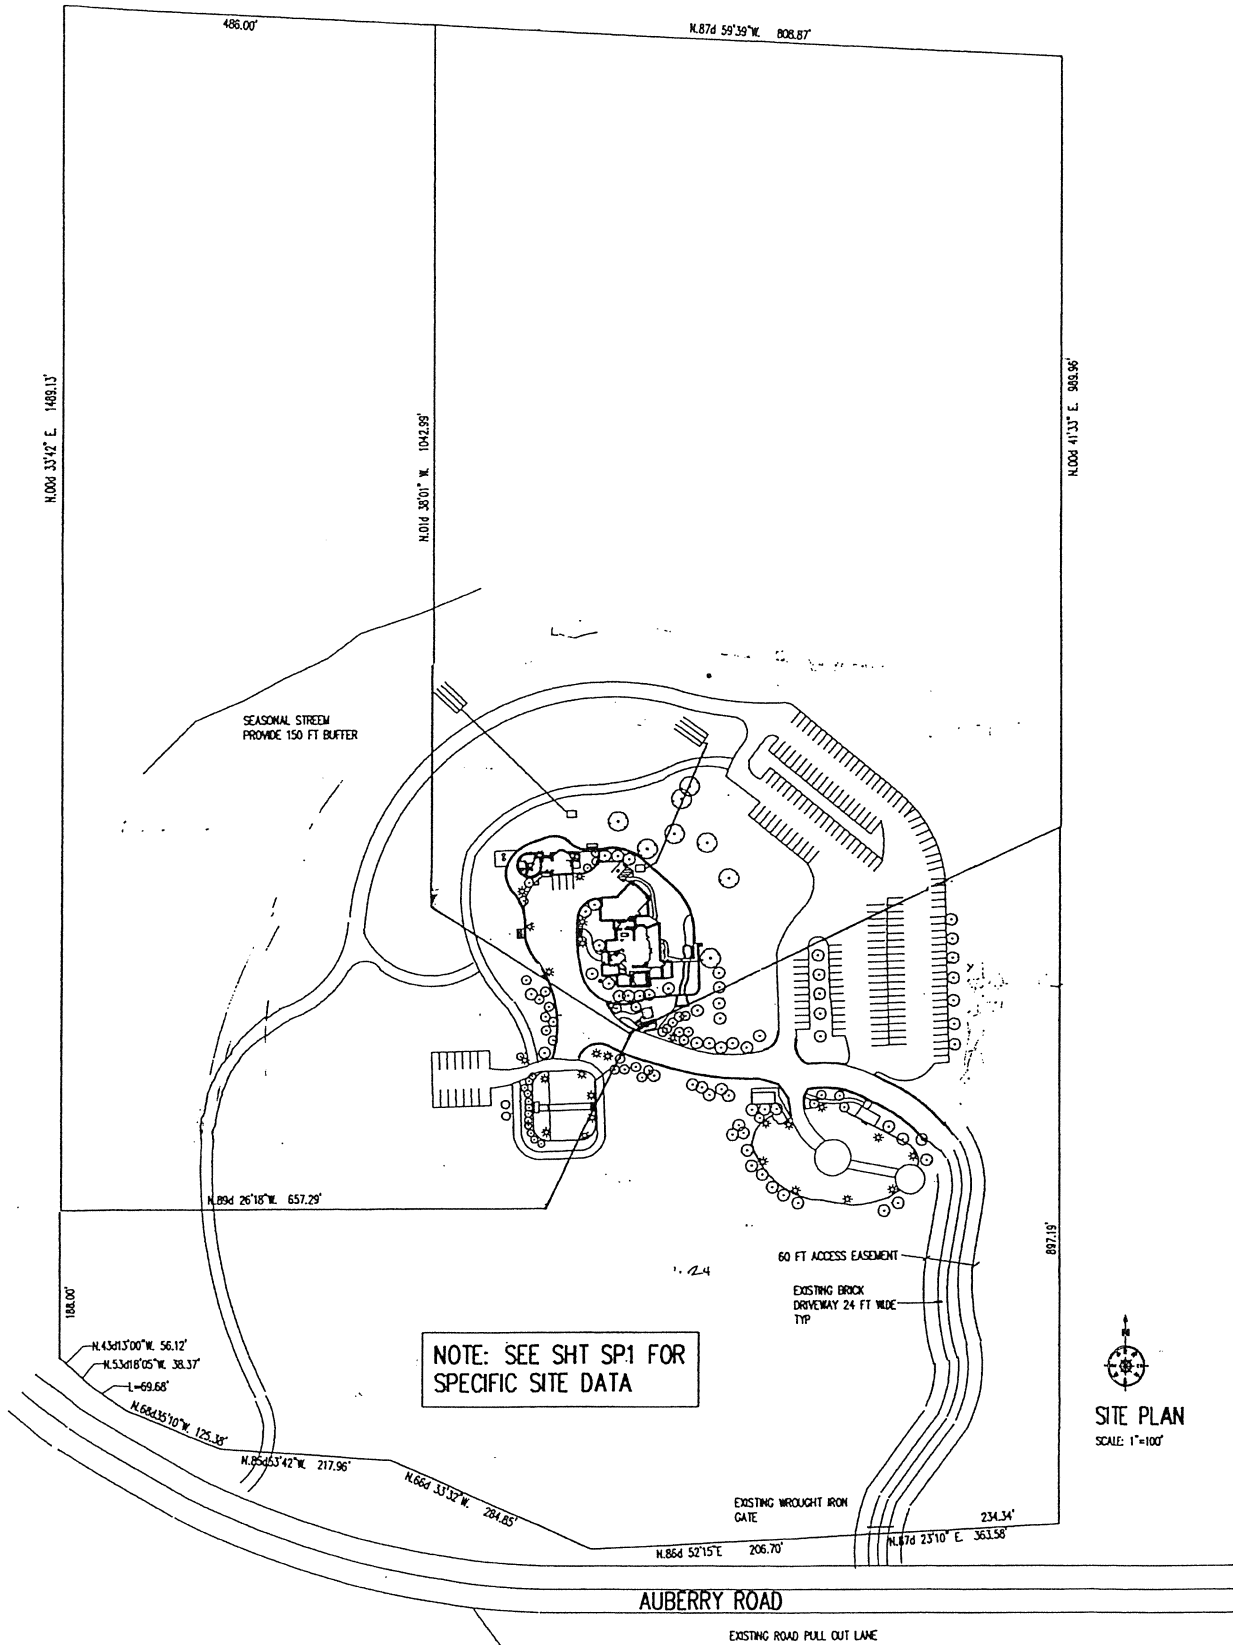 486.00'
N.87d 59'39"W. 808.87'
N.00d 33'42" E. 1489.13'
N.01d 38'01" W. 1042.99'
N.00d 41'33" E. 989.96'
SEASONAL STREEM
PROVIDE 150 FT BUFFER
N.89d 26'18"W. 657.29'
188.00'
897.19'
60 FT ACCESS EASEMENT
EXISTING BRICK
DRIVEWAY 24 FT WIDE
TYP
24
NOTE: SEE SHT SP1 FOR
SPECIFIC SITE DATA
N.43d13'00"W. 56.12'
N.53d18'05"W. 38.37'
L=69.68'
N.68d35'10"W. 125.38'
N.85d53'42"W. 217.96'
N.66d 33'32"W. 284.85'
N
SITE PLAN
SCALE: 1"=100'
EXISTING WROUGHT IRON
GATE
234.34'
N.86d 52'15"E 206.70'
N.87d 23'10" E. 363.58'
AUBERRY ROAD
EXISTING ROAD PULL OUT LANE